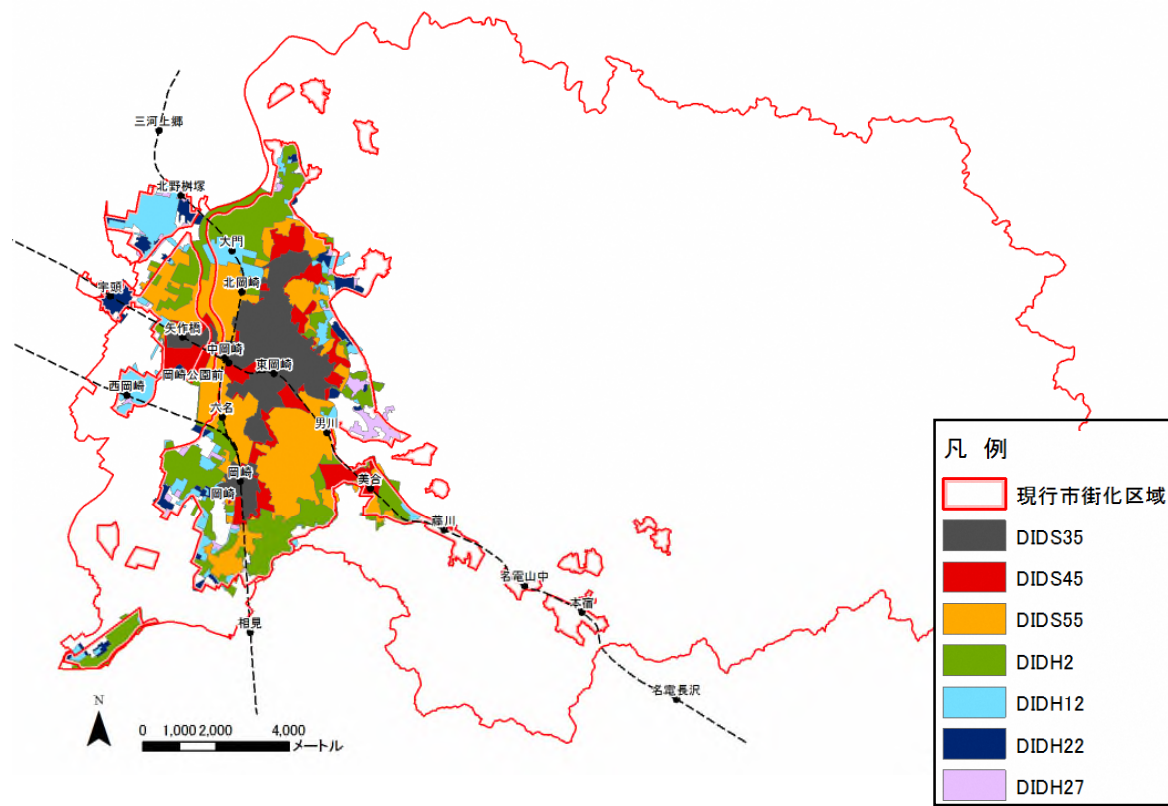 三河上郷
北野桝塚
大門
北岡崎
宇頭
矢作橋
中岡崎
東岡崎
岡崎公園前
西岡崎
六名
男川
岡崎
岡崎
美合
藤川
名電山中
本宿
相見
名電長沢
N
0 1,000 2,000 4,000
メートル
凡 例
現行市街化区域
DIDS35
DIDS45
DIDS55
DIDH2
DIDH12
DIDH22
DIDH27